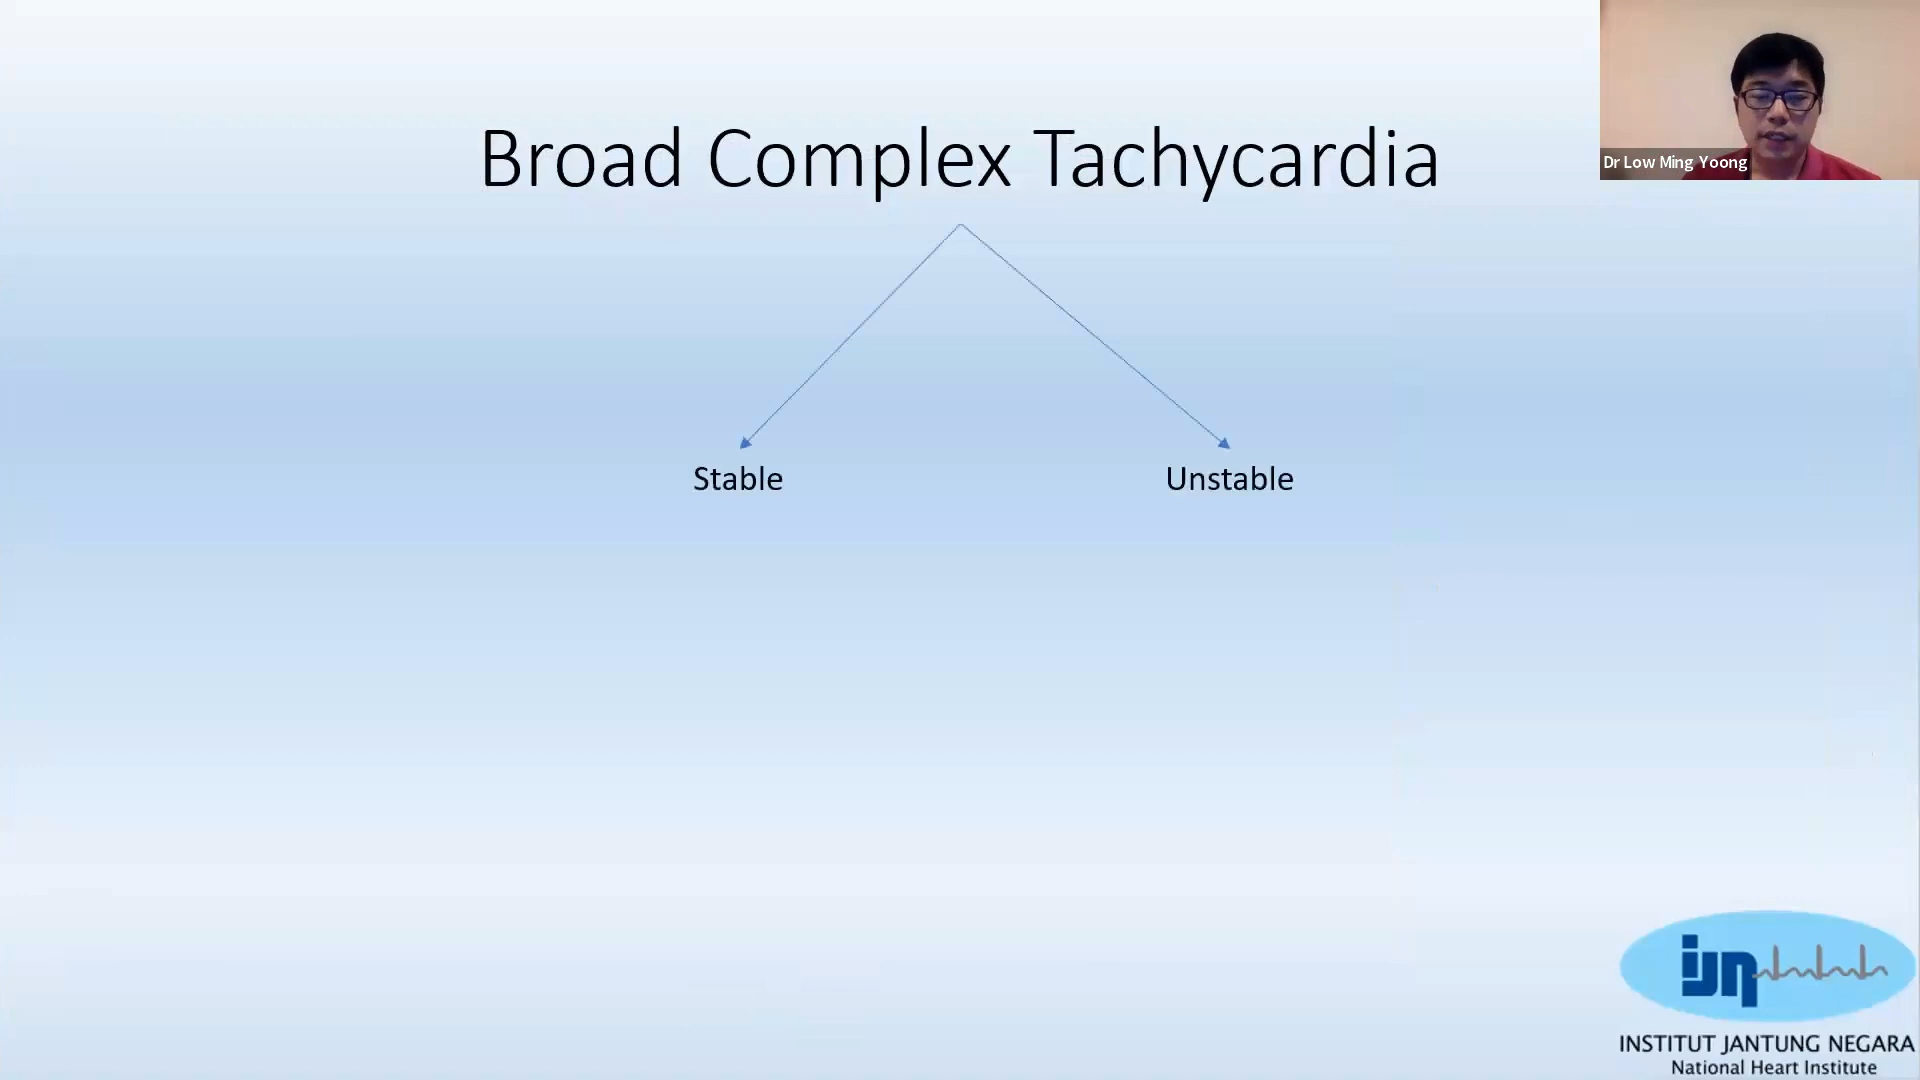 Broad Complex Tachycardia
Dr Low Ming Yoong
Stable
Unstable
ijn
INSTITUT JANTUNG NEGARA
National Heart Institute